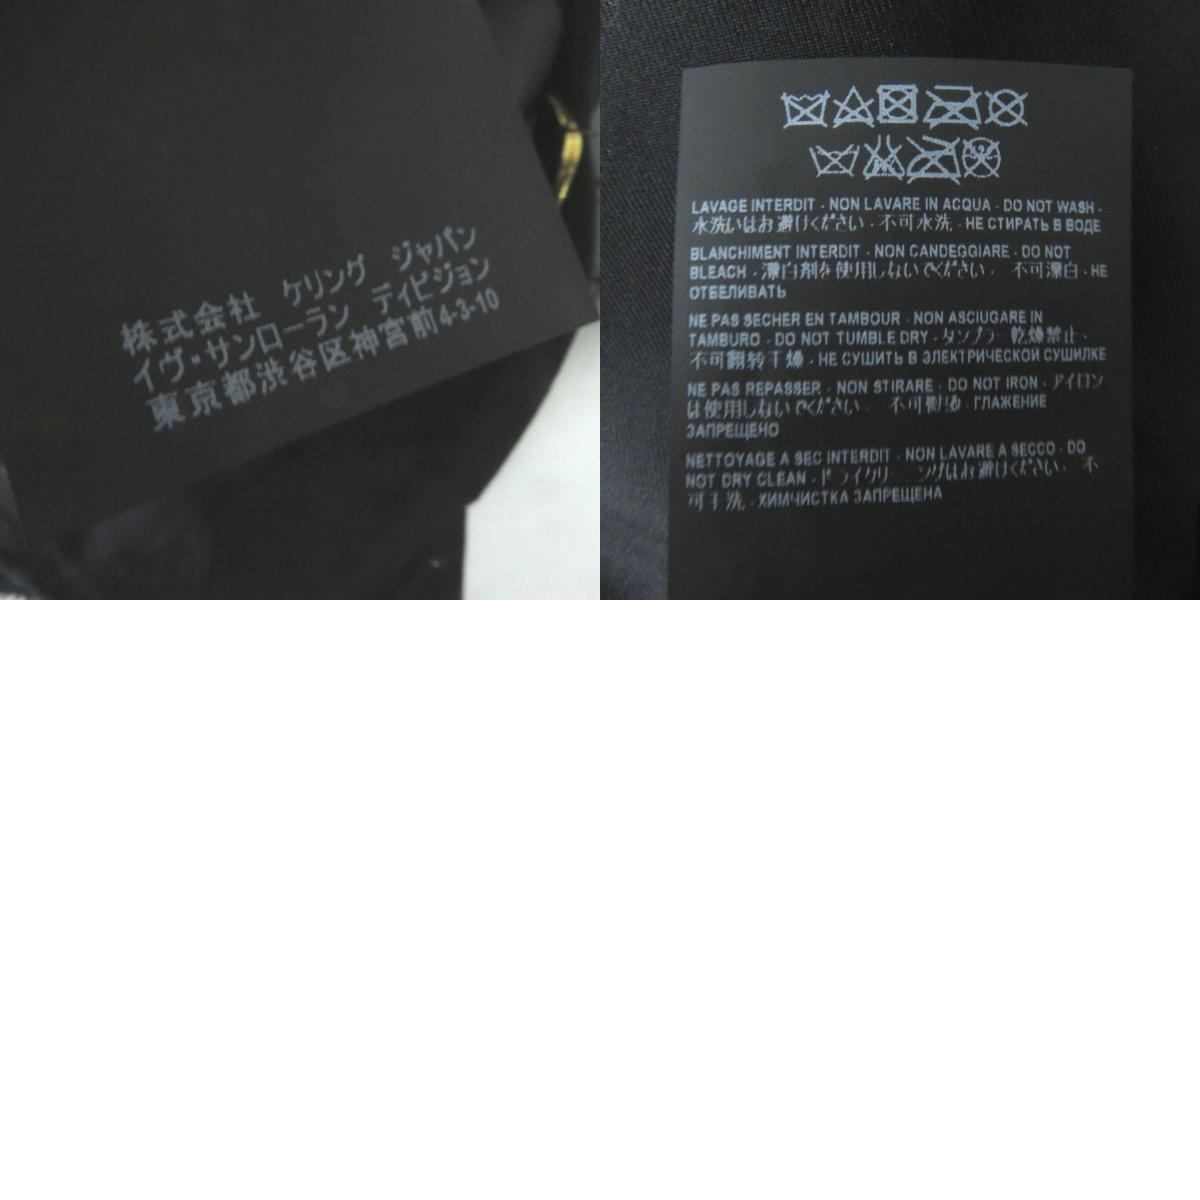 株式会社 ケリング ジャパン
イヴ・サンローラン ディビジョン
東京都渋谷区神宮前4-3-10
LAVAGE INTERDIT - NON LAVARE IN ACQUA - DO NOT WASH -
水洗いはお避けください - 不可水洗 - НЕ СТИРАТЬ В ВОДЕ
BLANCHIMENT INTERDIT - NON CANDEGGIARE - DO NOT
BLEACH - 漂白剤を使用しないでください - 不可漂白 - НЕ
ОТБЕЛИВАТЬ
NE PAS SECHER EN TAMBOUR - NON ASCIUGARE IN
TAMBURO - DO NOT TUMBLE DRY - タンブラー乾燥禁止 -
不可翻转干燥 - НЕ СУШИТЬ В ЭЛЕКТРИЧЕСКОЙ СУШИЛКЕ
NE PAS REPASSER - NON STIRARE - DO NOT IRON - アイロン
は使用しないでください - 不可熨烫 - ГЛАЖЕНИЕ
ЗАПРЕЩЕНО
NETTOYAGE A SEC INTERDIT - NON LAVARE A SECCO - DO
NOT DRY CLEAN - ドライクリーニングはお避けください - 不
可干洗 - ХИМЧИСТКА ЗАПРЕЩЕНА